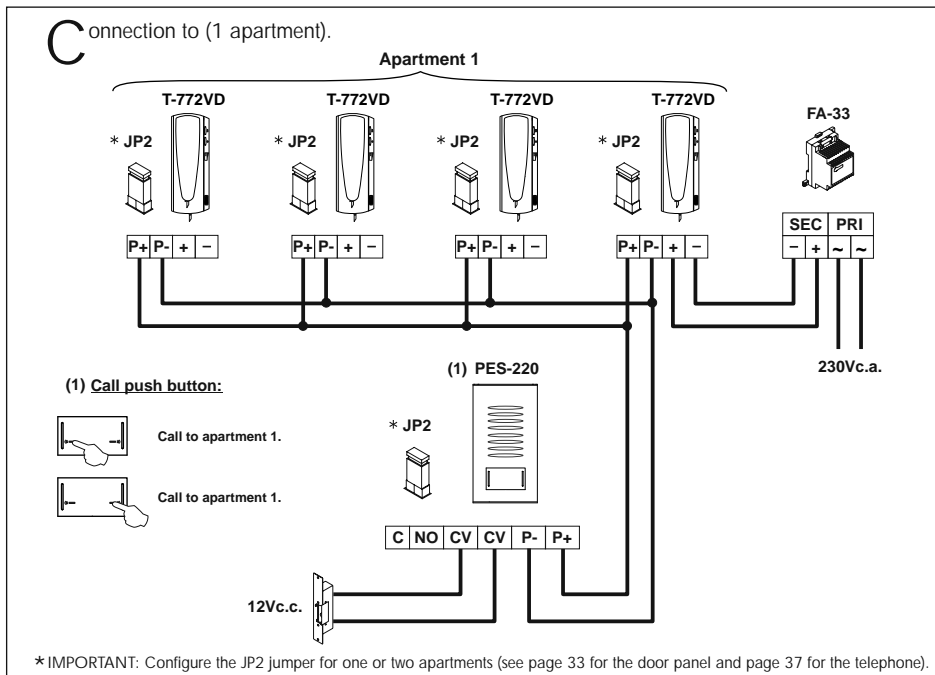 Connection to (1 apartment).
Apartment 1
T-772VD T-772VD T-772VD T-772VD
FA-33
* JP2 * JP2 * JP2 * JP2
SEC PRI
P+ P- + – P+ P- + – P+ P- + – P+ P- + – – + ~ ~
230Vc.a.
(1) PES-220
(1) Call push button:
* JP2
Call to apartment 1.
Call to apartment 1.
C NO CV CV P- P+
12Vc.c.
* IMPORTANT: Configure the JP2 jumper for one or two apartments (see page 33 for the door panel and page 37 for the telephone).